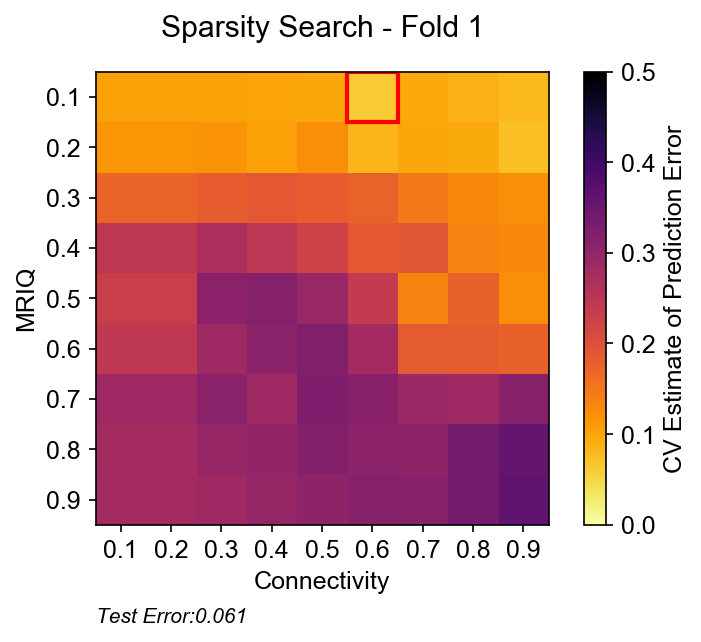 Sparsity Search - Fold 1
0.1
0.2
0.3
0.4
0.5
0.6
0.7
0.8
0.9
MRIQ
0.1 0.2 0.3 0.4 0.5 0.6 0.7 0.8 0.9
Connectivity
Test Error:0.061
0.5
0.4
0.3
0.2
0.1
0.0
CV Estimate of Prediction Error